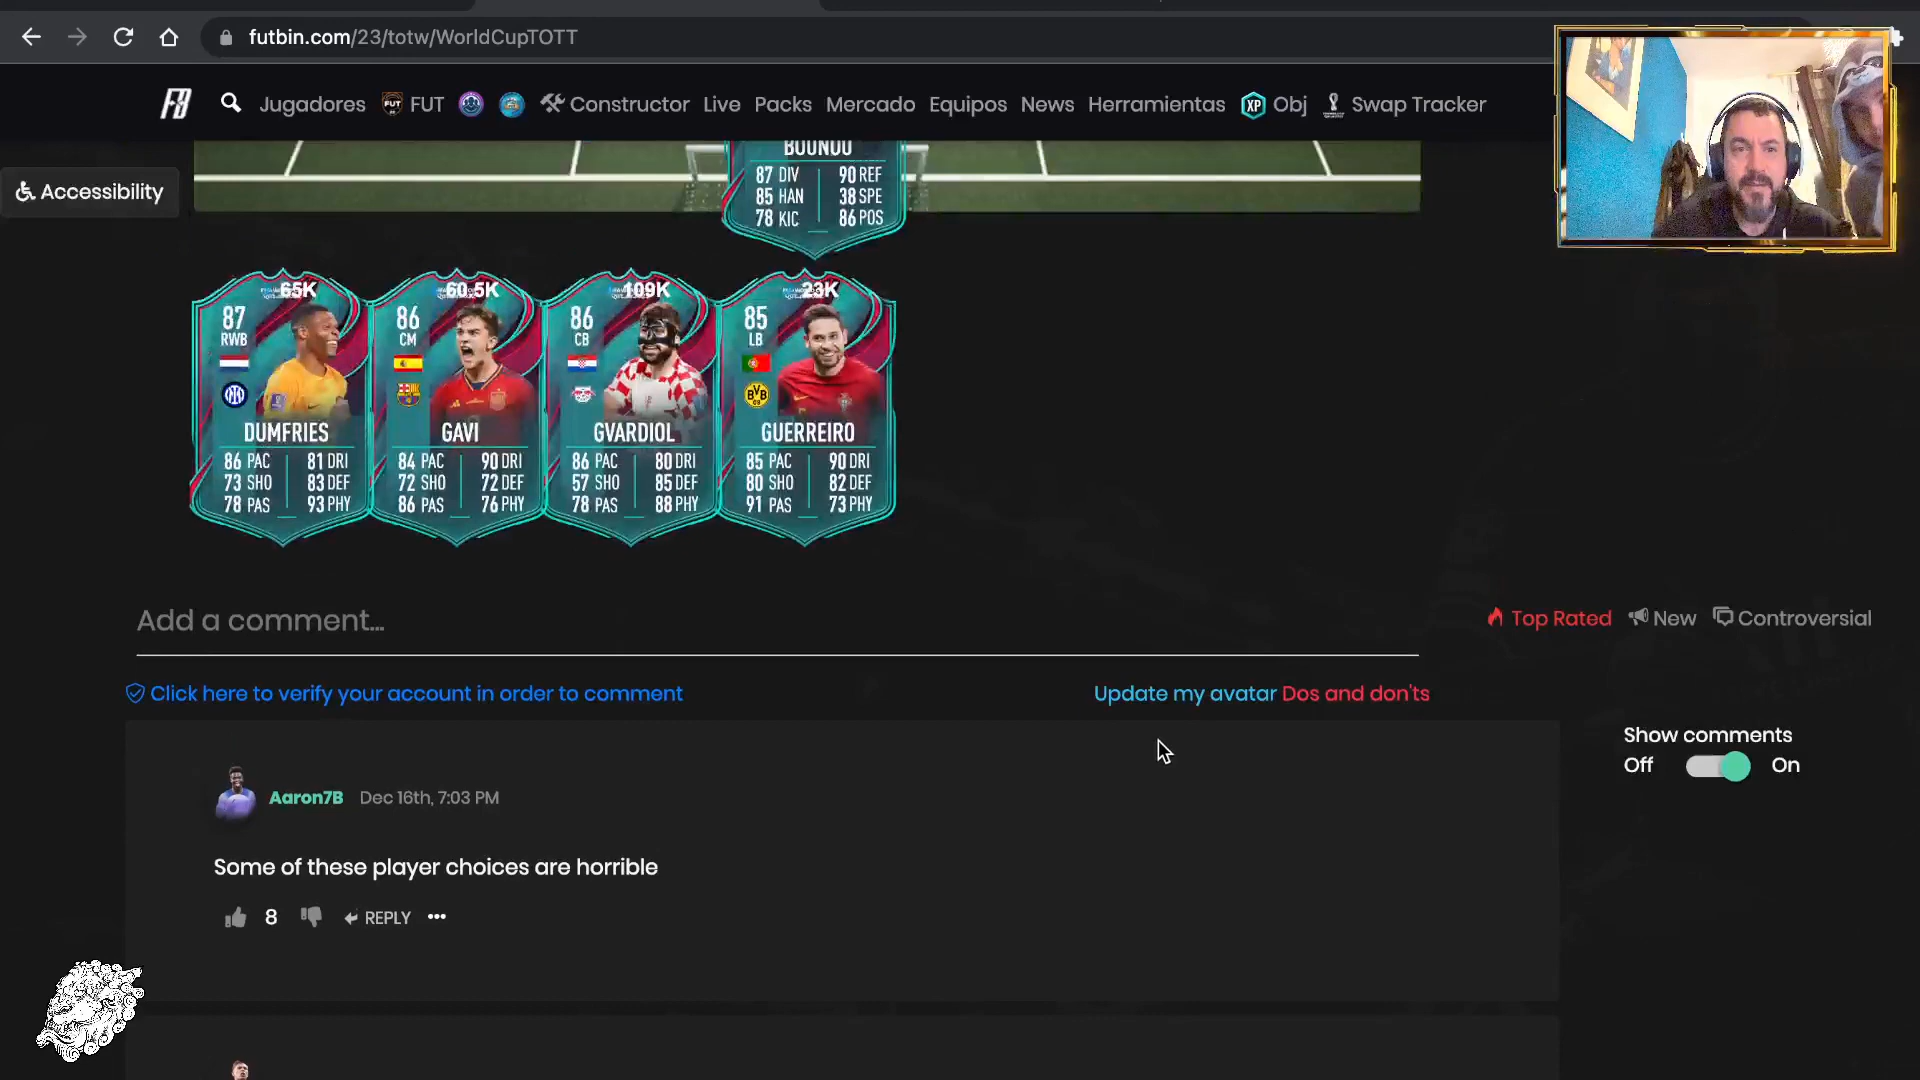 futbin.com/23/totw/WorldCupTOTT
Jugadores FUT Constructor Live Packs Mercado Equipos News Herramientas XP Obj Swap Tracker
Accessibility
BOUNOU
87 DIV 90 REF
85 HAN 38 SPE
78 KIC 86 POS
65K 60.5K 109K 23K
87 86 86 85
RWB CM CB LB
DUMFRIES GAVI GVARDIOL GUERREIRO
86 PAC 81 DRI 84 PAC 90 DRI 86 PAC 80 DRI 85 PAC 90 DRI
73 SHO 83 DEF 72 SHO 72 DEF 57 SHO 85 DEF 80 SHO 82 DEF
78 PAS 93 PHY 86 PAS 76 PHY 78 PAS 88 PHY 91 PAS 73 PHY
Add a comment...
Top Rated New Controversial
Click here to verify your account in order to comment
Update my avatar Dos and don'ts
Show comments
Off On
Aaron7B Dec 16th, 7:03 PM
Some of these player choices are horrible
8 REPLY •••